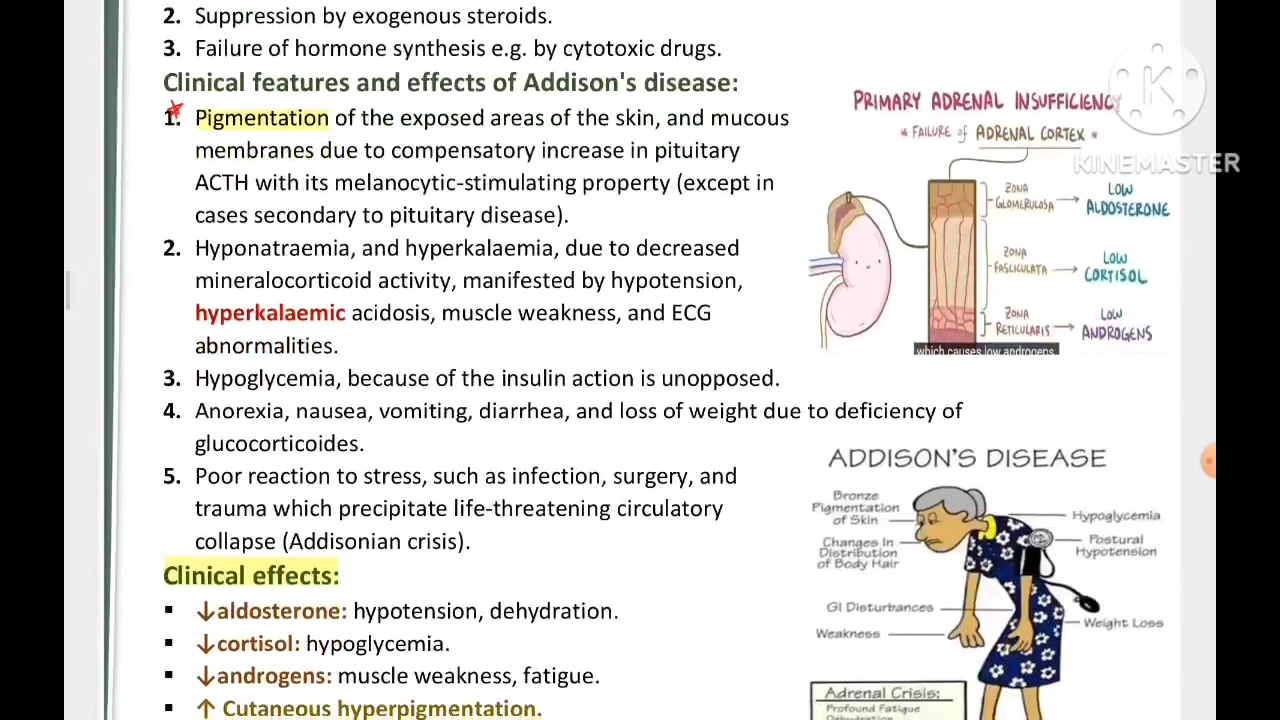 2. Suppression by exogenous steroids.
3. Failure of hormone synthesis e.g. by cytotoxic drugs.
Clinical features and effects of Addison's disease:
1. Pigmentation of the exposed areas of the skin, and mucous
membranes due to compensatory increase in pituitary
ACTH with its melanocytic-stimulating property (except in
cases secondary to pituitary disease).
2. Hyponatraemia, and hyperkalaemia, due to decreased
mineralocorticoid activity, manifested by hypotension,
hyperkalaemic acidosis, muscle weakness, and ECG
abnormalities.
3. Hypoglycemia, because of the insulin action is unopposed.
4. Anorexia, nausea, vomiting, diarrhea, and loss of weight due to deficiency of
glucocorticoides.
5. Poor reaction to stress, such as infection, surgery, and
trauma which precipitate life-threatening circulatory
collapse (Addisonian crisis).
Clinical effects:
▪ ↓aldosterone: hypotension, dehydration.
▪ ↓cortisol: hypoglycemia.
▪ ↓androgens: muscle weakness, fatigue.
▪ ↑ Cutaneous hyperpigmentation.
PRIMARY ADRENAL INSUFFICIENCY
* FAILURE of ADRENAL CORTEX *
ZONA
GLOMERULOSA
LOW
ALDOSTERONE
ZONA
FASLICULATA
LOW
CORTISOL
ZONA
RETICULARIS
LOW
ANDROGENS
which causes low androgens
K
KINEMASTER
ADDISON'S DISEASE
Bronze
Pigmentation
of Skin
Changes In
Distribution
of Body Hair
GI Disturbances
Weakness
Hypoglycemia
Postural
Hypotension
Weight Loss
Adrenal Crisis:
Profound Fatigue
Dehydration